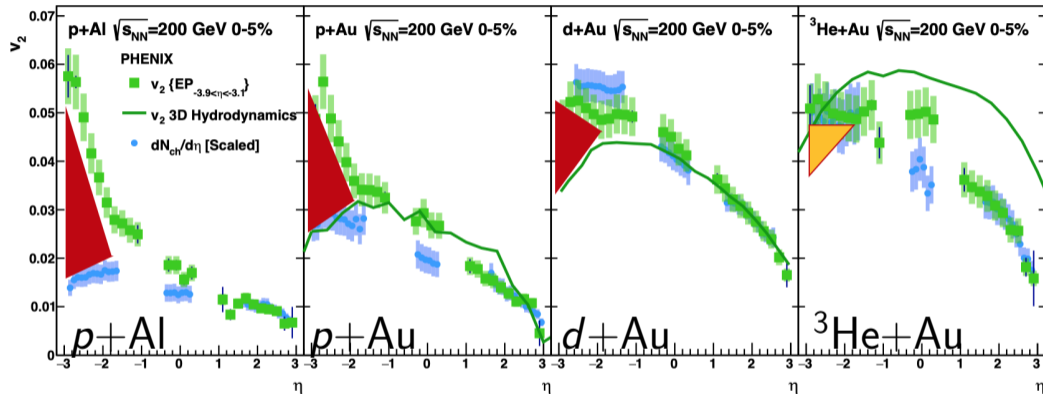 p+Al √s_NN=200 GeV 0-5%
p+Au √s_NN=200 GeV 0-5%
d+Au √s_NN=200 GeV 0-5%
³He+Au √s_NN=200 GeV 0-5%
v₂
PHENIX
v₂ {EP_-3.9<η<-3.1}
v₂ 3D Hydrodynamics
dN_ch/dη [Scaled]
0.07
0.06
0.05
0.04
0.03
0.02
0.01
0
p+Al
p+Au
d+Au
³He+Au
−3 −2 −1 0 1 2 3
−3 −2 −1 0 1 2 3
−3 −2 −1 0 1 2 3
−3 −2 −1 0 1 2 3
η
η
η
η